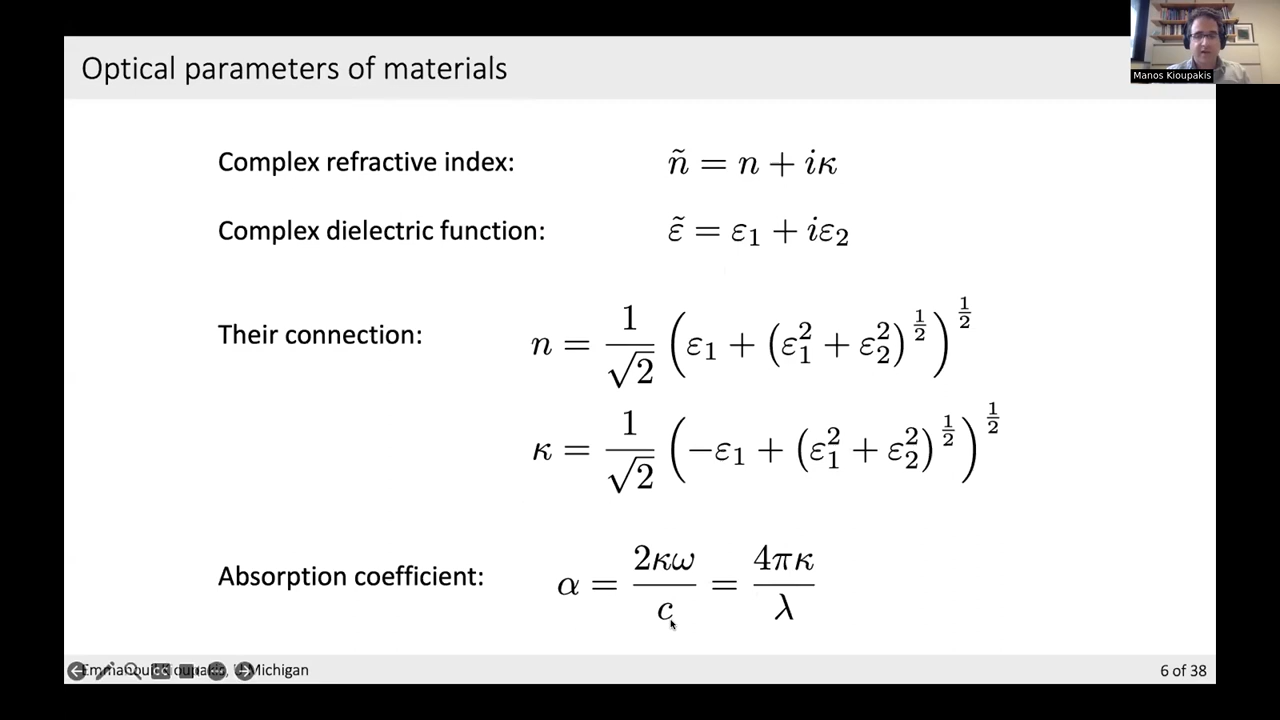 Optical parameters of materials
Manos Kioupakis
Complex refractive index: ñ = n + iκ
Complex dielectric function: ε̃ = ε₁ + iε₂
Their connection: n = 1/√2 (ε₁ + (ε₁² + ε₂²)^½)^½
κ = 1/√2 (−ε₁ + (ε₁² + ε₂²)^½)^½
Absorption coefficient: α = 2κω/c = 4πκ/λ
Emmanouil Kioupakis, U Michigan
6 of 38